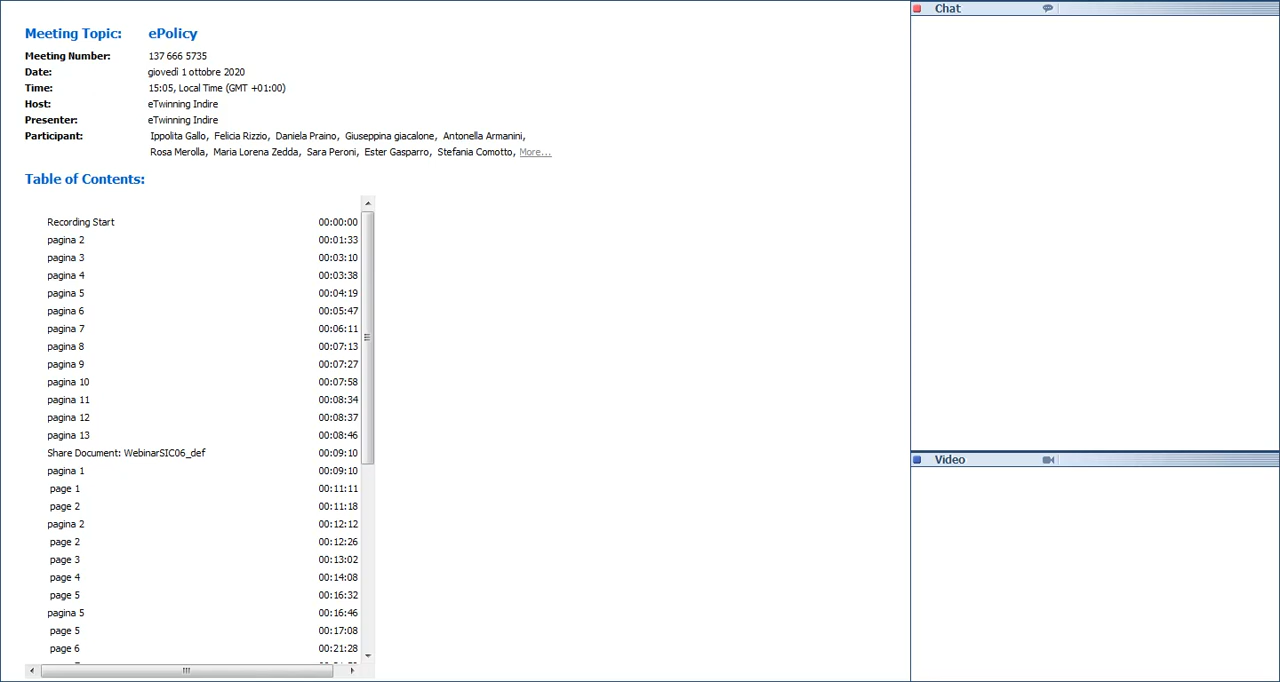 Meeting Topic: ePolicy
Meeting Number: 137 666 5735
Date: giovedì 1 ottobre 2020
Time: 15:05, Local Time (GMT +01:00)
Host: eTwinning Indire
Presenter: eTwinning Indire
Participant: Ippolita Gallo, Felicia Rizzio, Daniela Praino, Giuseppina giacalone, Antonella Armanini,
Rosa Merolla, Maria Lorena Zedda, Sara Peroni, Ester Gasparro, Stefania Comotto, More...
Table of Contents:
Recording Start 00:00:00
pagina 2 00:01:33
pagina 3 00:03:10
pagina 4 00:03:38
pagina 5 00:04:19
pagina 6 00:05:47
pagina 7 00:06:11
pagina 8 00:07:13
pagina 9 00:07:27
pagina 10 00:07:58
pagina 11 00:08:34
pagina 12 00:08:37
pagina 13 00:08:46
Share Document: WebinarSIC06_def 00:09:10
pagina 1 00:09:10
page 1 00:11:11
page 2 00:11:18
pagina 2 00:12:12
page 2 00:12:26
page 3 00:13:02
page 4 00:14:08
page 5 00:16:32
pagina 5 00:16:46
page 5 00:17:08
page 6 00:21:28
Chat
Video